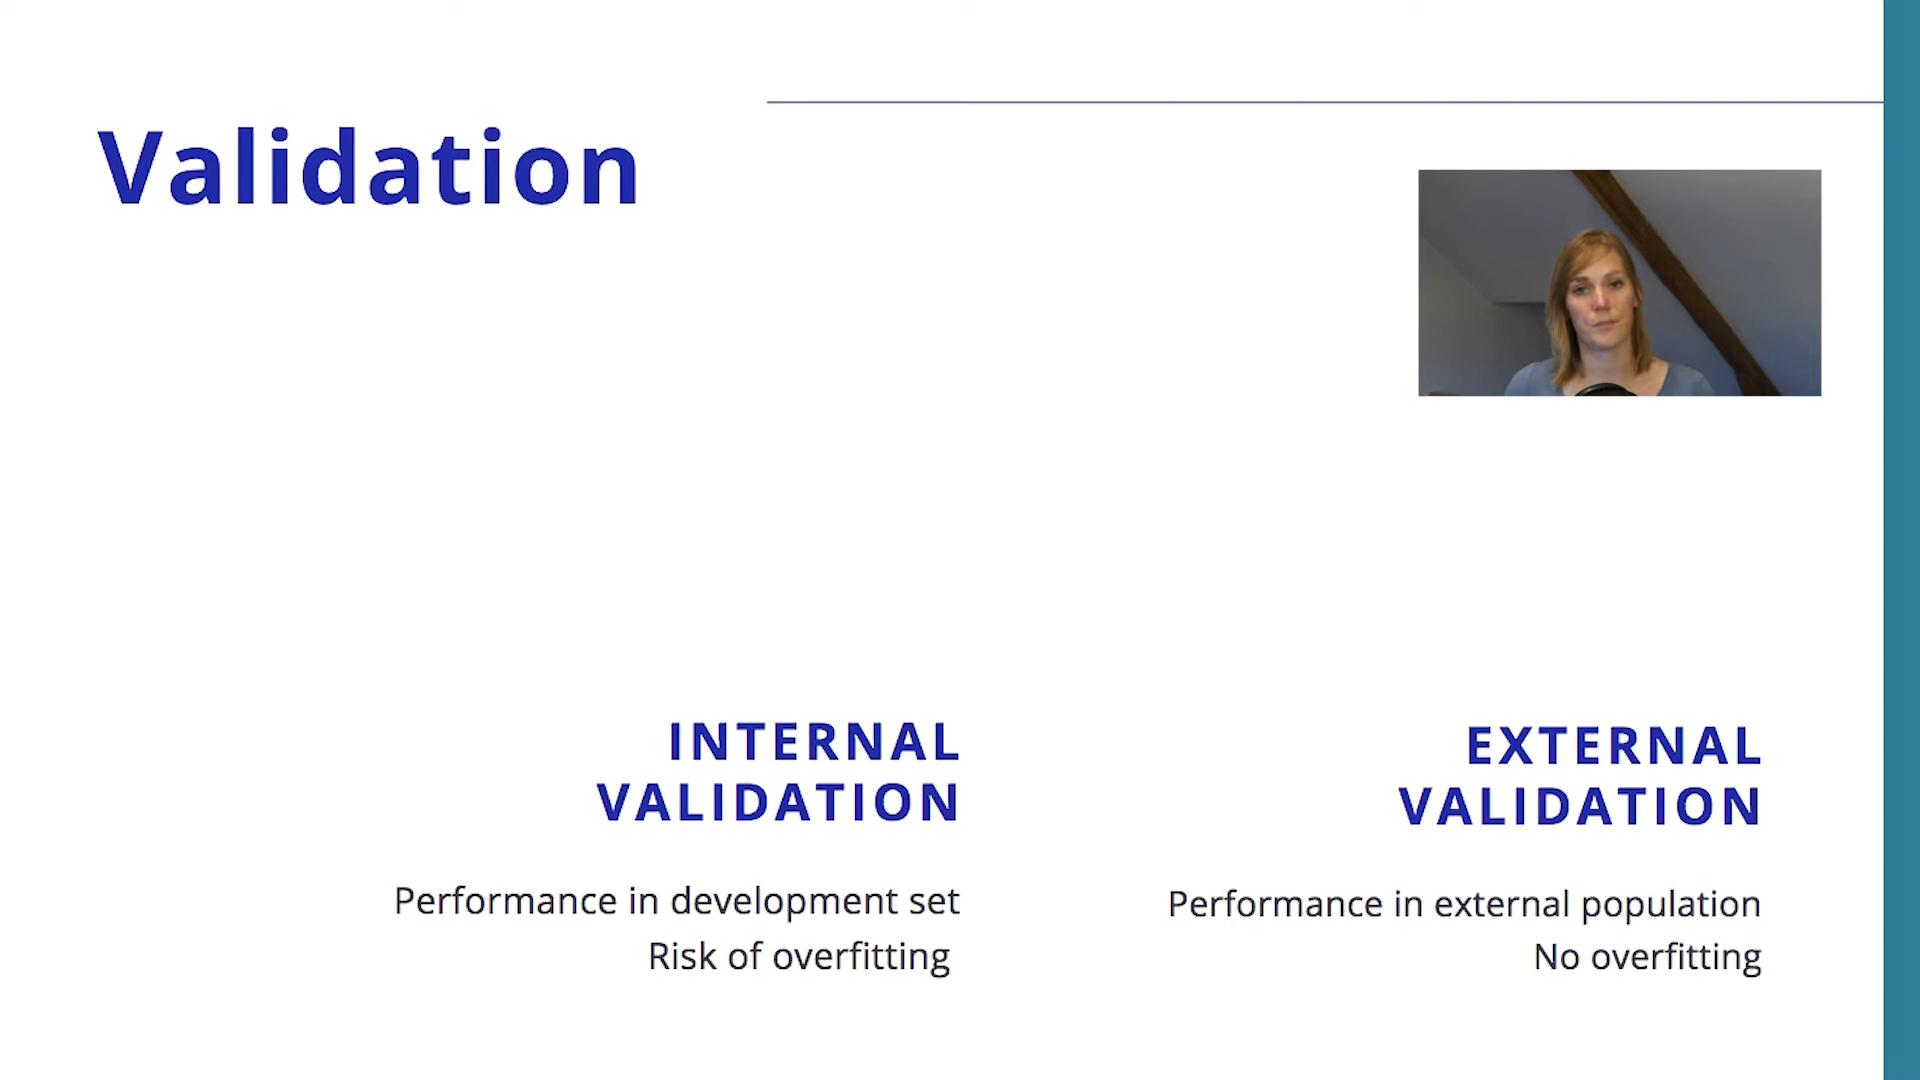 Validation
INTERNAL
VALIDATION
Performance in development set
Risk of overfitting
EXTERNAL
VALIDATION
Performance in external population
No overfitting